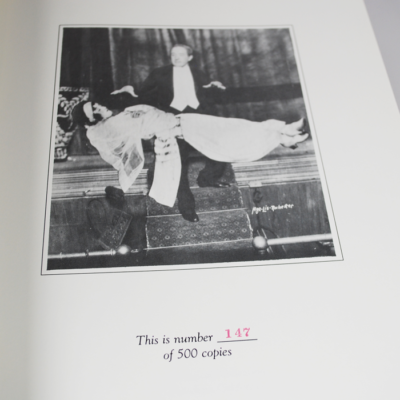 This is number 147
of 500 copies